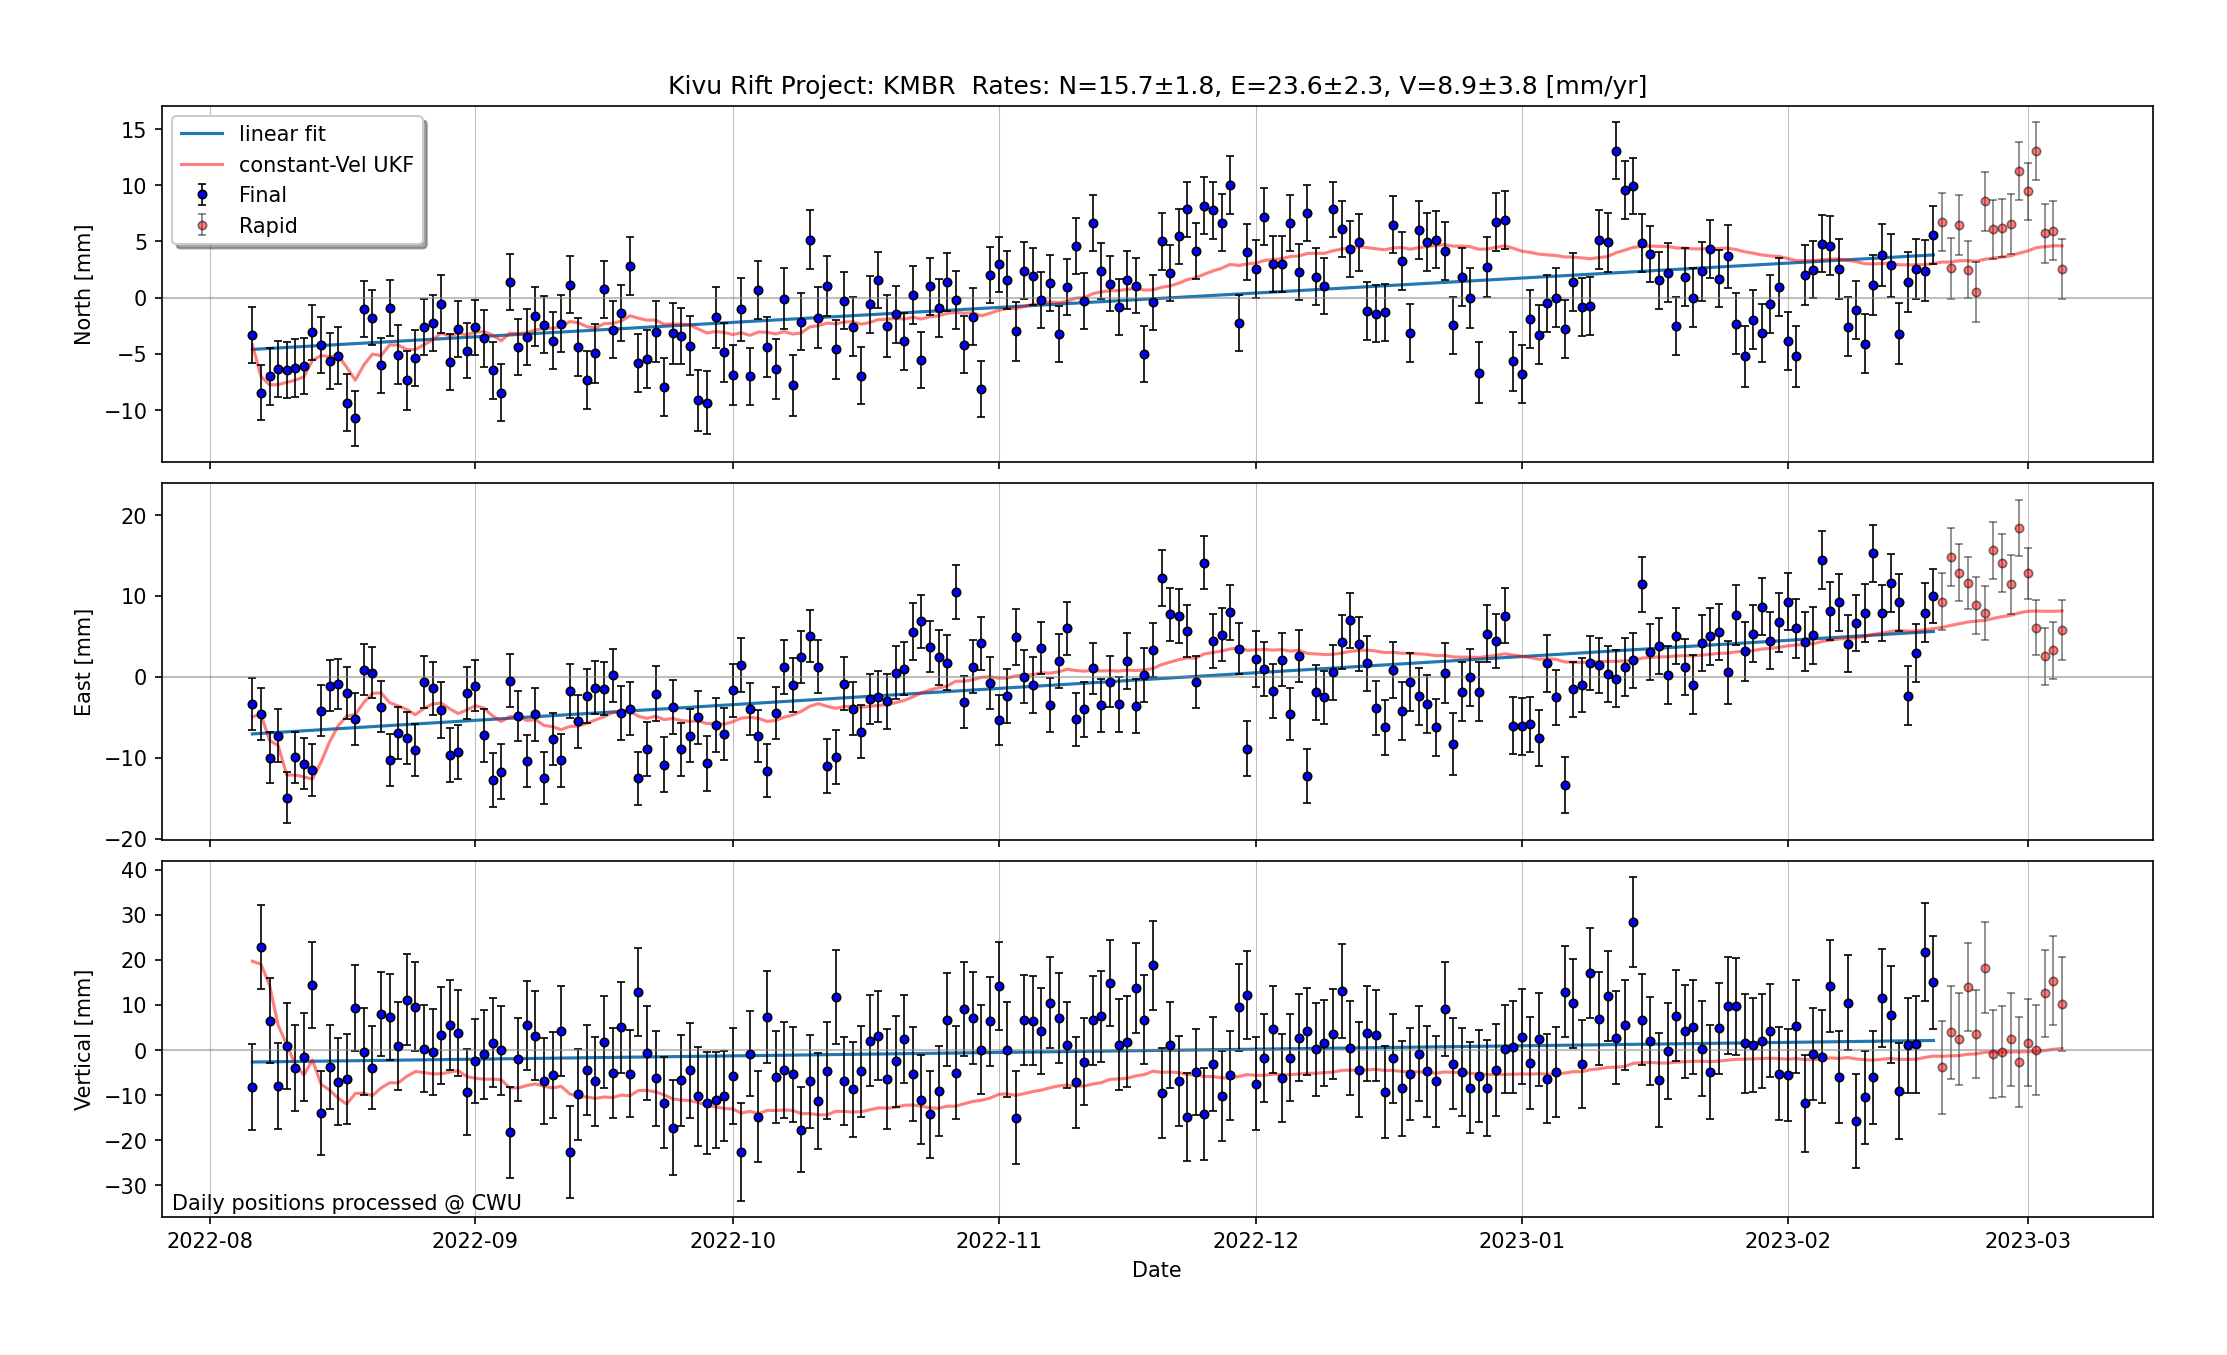 Kivu Rift Project: KMBR  Rates: N=15.7±1.8, E=23.6±2.3, V=8.9±3.8 [mm/yr]
linear fit
constant-Vel UKF
Final
Rapid
North [mm]
15
10
5
0
−5
−10
East [mm]
20
10
0
−10
−20
Vertical [mm]
40
30
20
10
0
−10
−20
−30
Daily positions processed @ CWU
2022-08 2022-09 2022-10 2022-11 2022-12 2023-01 2023-02 2023-03
Date